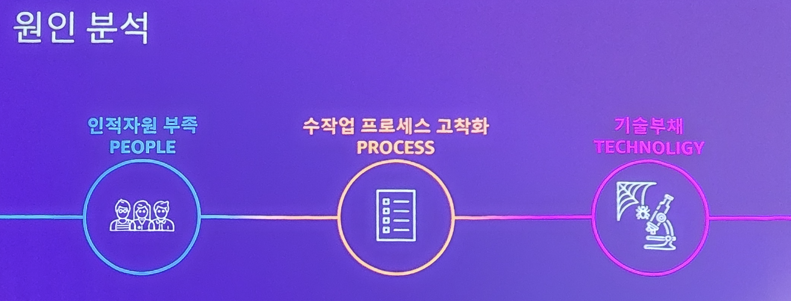 원인 분석
인적자원 부족
PEOPLE
수작업 프로세스 고착화
PROCESS
기술부채
TECHNOLIGY